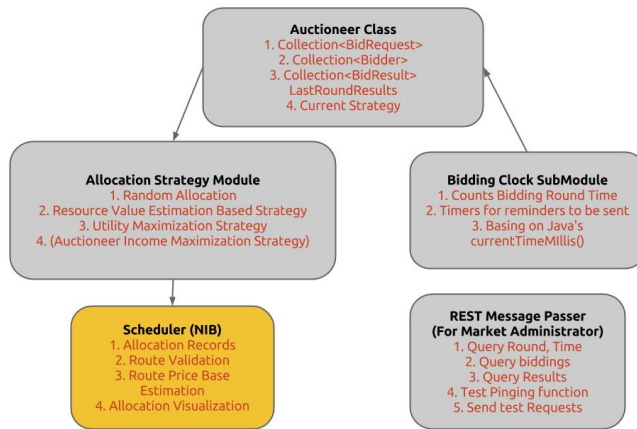 Auctioneer Class
1. Collection<BidRequest>
2. Collection<Bidder>
3. Collection<BidResult>
LastRoundResults
4. Current Strategy
Allocation Strategy Module
1. Random Allocation
2. Resource Value Estimation Based Strategy
3. Utility Maximization Strategy
4. (Auctioneer Income Maximization Strategy)
Bidding Clock SubModule
1. Counts Bidding Round Time
2. Timers for reminders to be sent
3. Basing on Java's
currentTimeMIllis()
Scheduler (NIB)
1. Allocation Records
2. Route Validation
3. Route Price Base
Estimation
4. Allocation Visualization
REST Message Passer
(For Market Administrator)
1. Query Round, Time
2. Query biddings
3. Query Results
4. Test Pinging function
5. Send test Requests